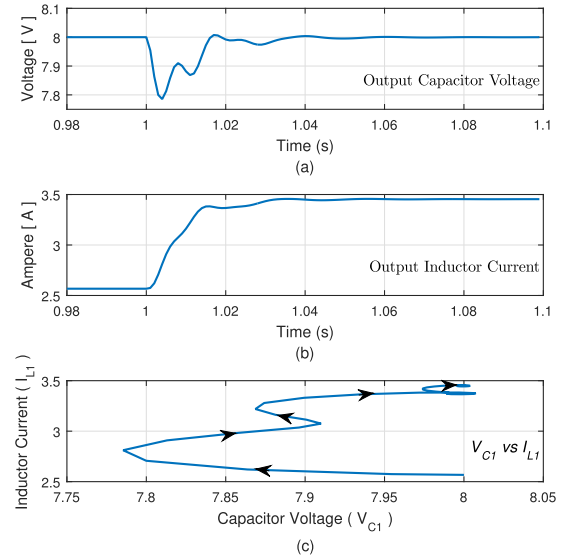 8.1
8
7.9
7.8
Voltage [ V]
Output Capacitor Voltage
0.98 1 1.02 1.04 1.06 1.08 1.1
Time (s)
(a)
3.5
3
2.5
Ampere [ A ]
Output Inductor Current
0.98 1 1.02 1.04 1.06 1.08 1.1
Time (s)
(b)
3.5
3
2.5
Inductor Current ( I_L1 )
V_C1 vs I_L1
7.75 7.8 7.85 7.9 7.95 8 8.05
Capacitor Voltage ( V_C1 )
(c)